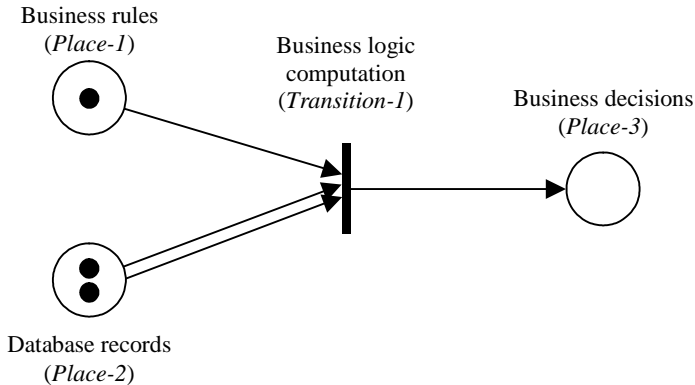 Business rules
(Place-1)
Business logic
computation
(Transition-1)
Business decisions
(Place-3)
Database records
(Place-2)